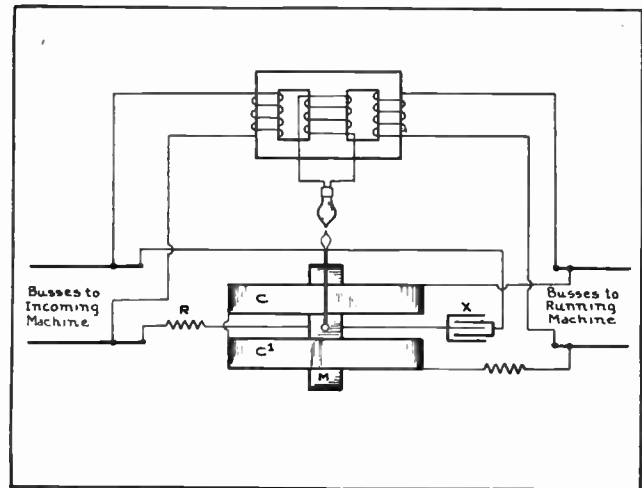 Busses to
Incoming
Machine
R
C
C¹
M
X
Busses to
Running
Machine